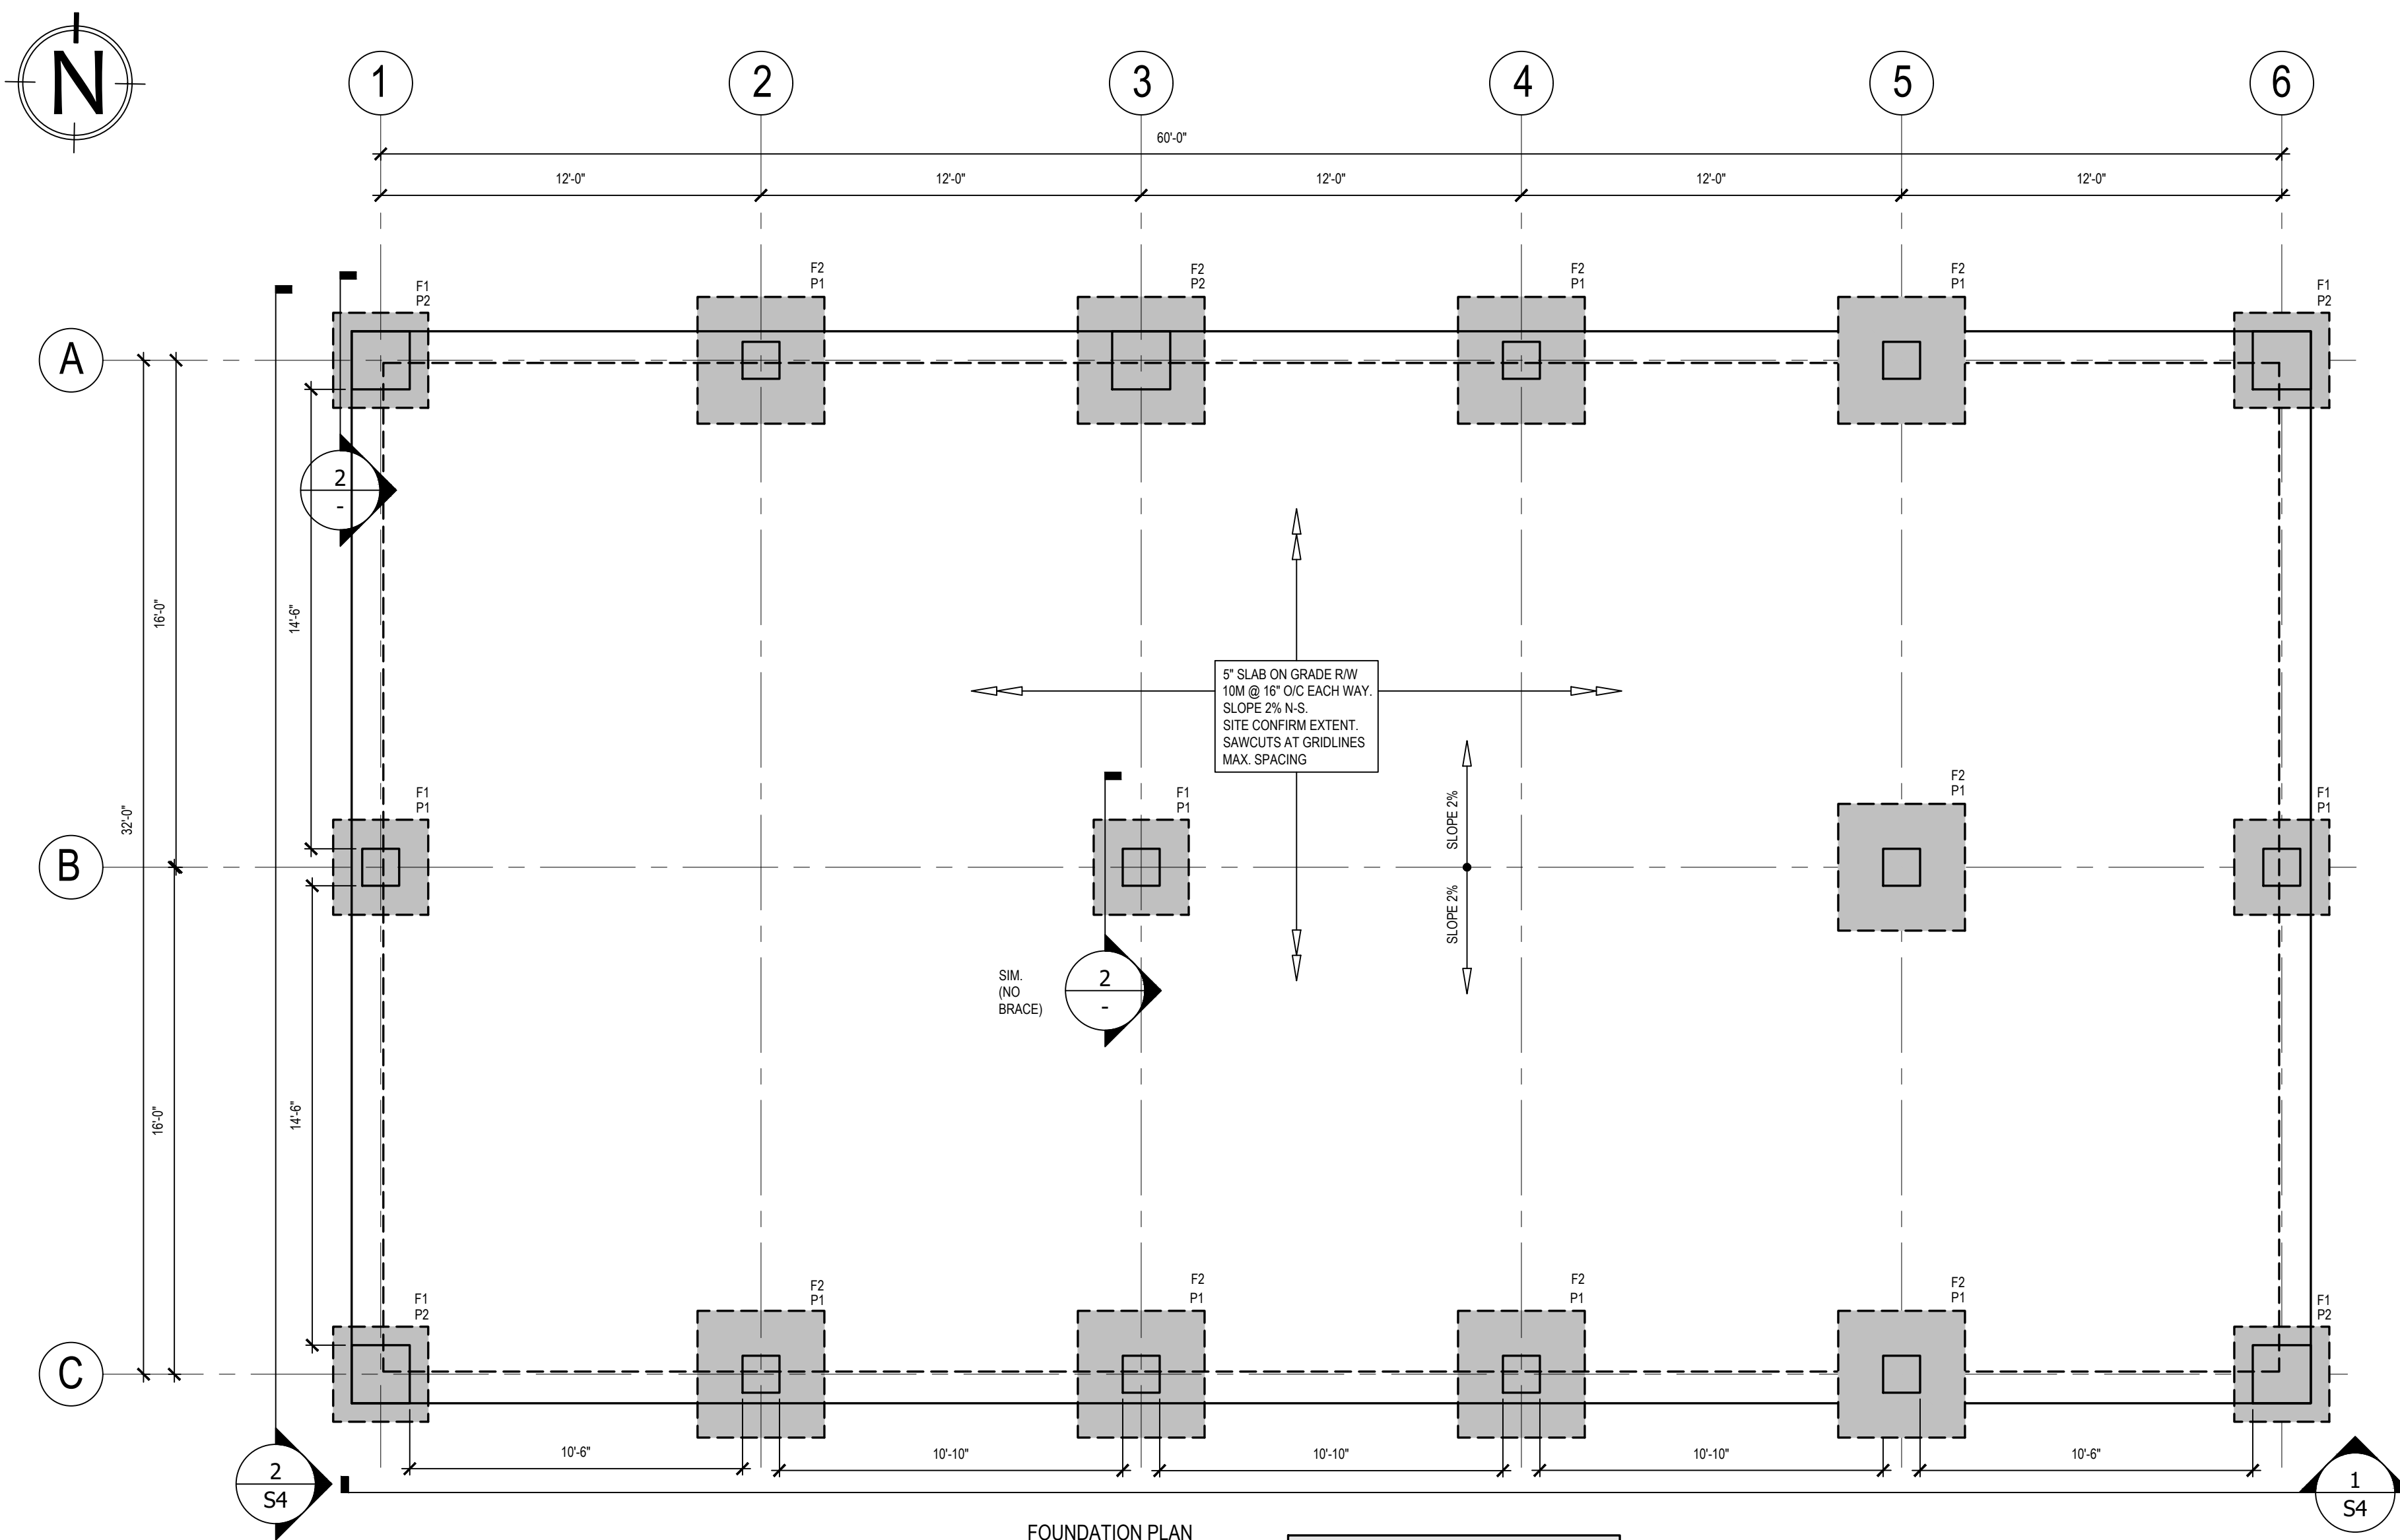 N
1
2
3
4
5
6
60'-0"
12'-0"
12'-0"
12'-0"
12'-0"
12'-0"
F2
P1
F2
P2
F2
P1
F2
P1
F1
P2
F1
P2
A
2
-
16'-0"
14'-6"
32'-0"
5" SLAB ON GRADE R/W
10M @ 16" O/C EACH WAY.
SLOPE 2% N-S.
SITE CONFIRM EXTENT.
SAWCUTS AT GRIDLINES
MAX. SPACING
F1
P1
F1
P1
F2
P1
F1
P1
SLOPE 2%
SLOPE 2%
B
SIM.
(NO
BRACE)
2
-
16'-0"
14'-6"
F1
P2
F2
P1
F2
P1
F2
P1
F2
P1
F1
P2
C
10'-6"
10'-10"
10'-10"
10'-10"
10'-6"
2
S4
1
S4
FOUNDATION PLAN